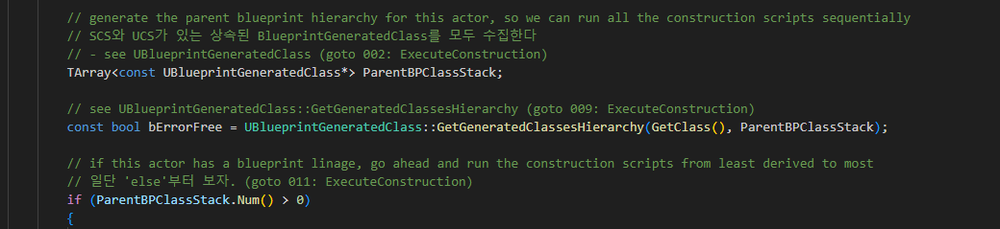 // generate the parent blueprint hierarchy for this actor, so we can run all the construction scripts sequentially
// SCS와 UCS가 있는 상속된 BlueprintGeneratedClass를 모두 수집한다
// - see UBlueprintGeneratedClass (goto 002: ExecuteConstruction)
TArray<const UBlueprintGeneratedClass*> ParentBPClassStack;
// see UBlueprintGeneratedClass::GetGeneratedClassesHierarchy (goto 009: ExecuteConstruction)
const bool bErrorFree = UBlueprintGeneratedClass::GetGeneratedClassesHierarchy(GetClass(), ParentBPClassStack);
// if this actor has a blueprint linage, go ahead and run the construction scripts from least derived to most
// 일단 'else'부터 보자. (goto 011: ExecuteConstruction)
if (ParentBPClassStack.Num() > 0)
{